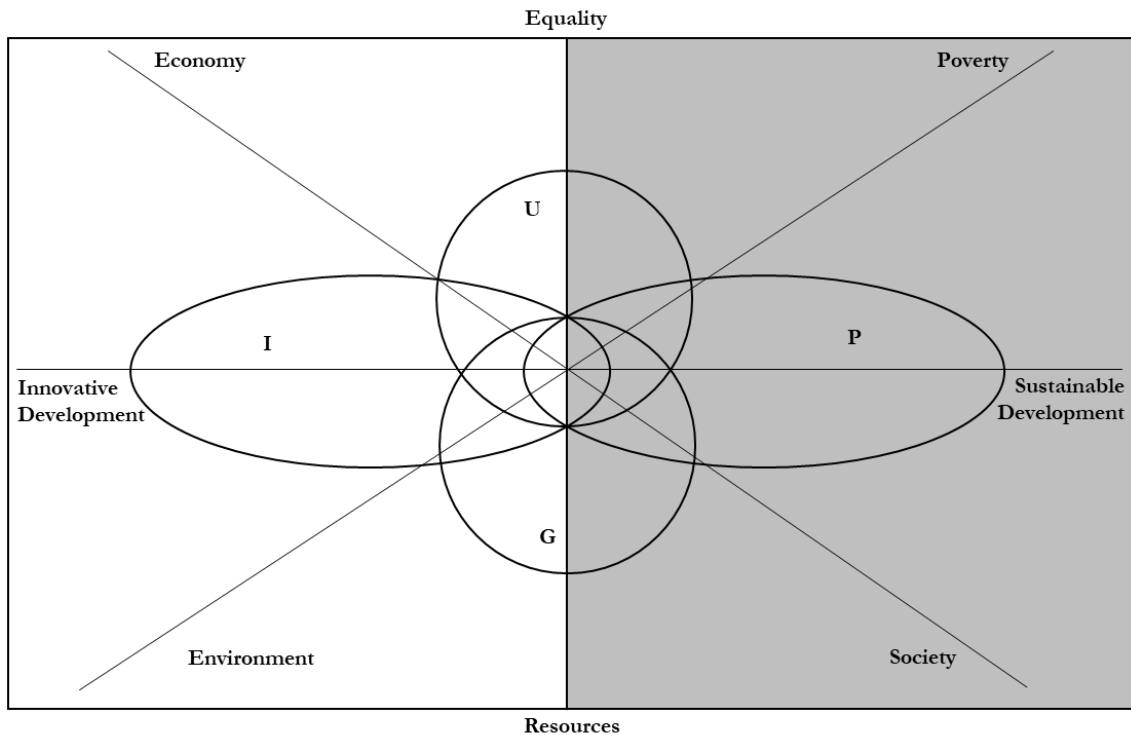 Equality
Economy
Poverty
U
I
P
Innovative
Development
Sustainable
Development
G
Environment
Society
Resources